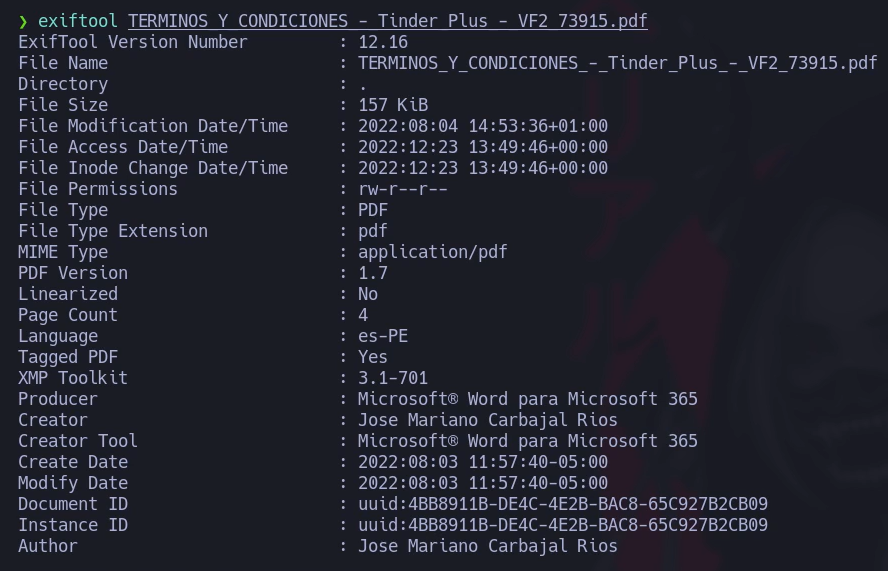 ❯ exiftool TERMINOS_Y_CONDICIONES_-_Tinder_Plus_-_VF2_73915.pdf
ExifTool Version Number         : 12.16
File Name                       : TERMINOS_Y_CONDICIONES_-_Tinder_Plus_-_VF2_73915.pdf
Directory                       : .
File Size                       : 157 KiB
File Modification Date/Time     : 2022:08:04 14:53:36+01:00
File Access Date/Time           : 2022:12:23 13:49:46+00:00
File Inode Change Date/Time     : 2022:12:23 13:49:46+00:00
File Permissions                : rw-r--r--
File Type                       : PDF
File Type Extension             : pdf
MIME Type                       : application/pdf
PDF Version                     : 1.7
Linearized                      : No
Page Count                      : 4
Language                        : es-PE
Tagged PDF                      : Yes
XMP Toolkit                     : 3.1-701
Producer                        : Microsoft® Word para Microsoft 365
Creator                         : Jose Mariano Carbajal Rios
Creator Tool                    : Microsoft® Word para Microsoft 365
Create Date                     : 2022:08:03 11:57:40-05:00
Modify Date                     : 2022:08:03 11:57:40-05:00
Document ID                     : uuid:4BB8911B-DE4C-4E2B-BAC8-65C927B2CB09
Instance ID                     : uuid:4BB8911B-DE4C-4E2B-BAC8-65C927B2CB09
Author                          : Jose Mariano Carbajal Rios